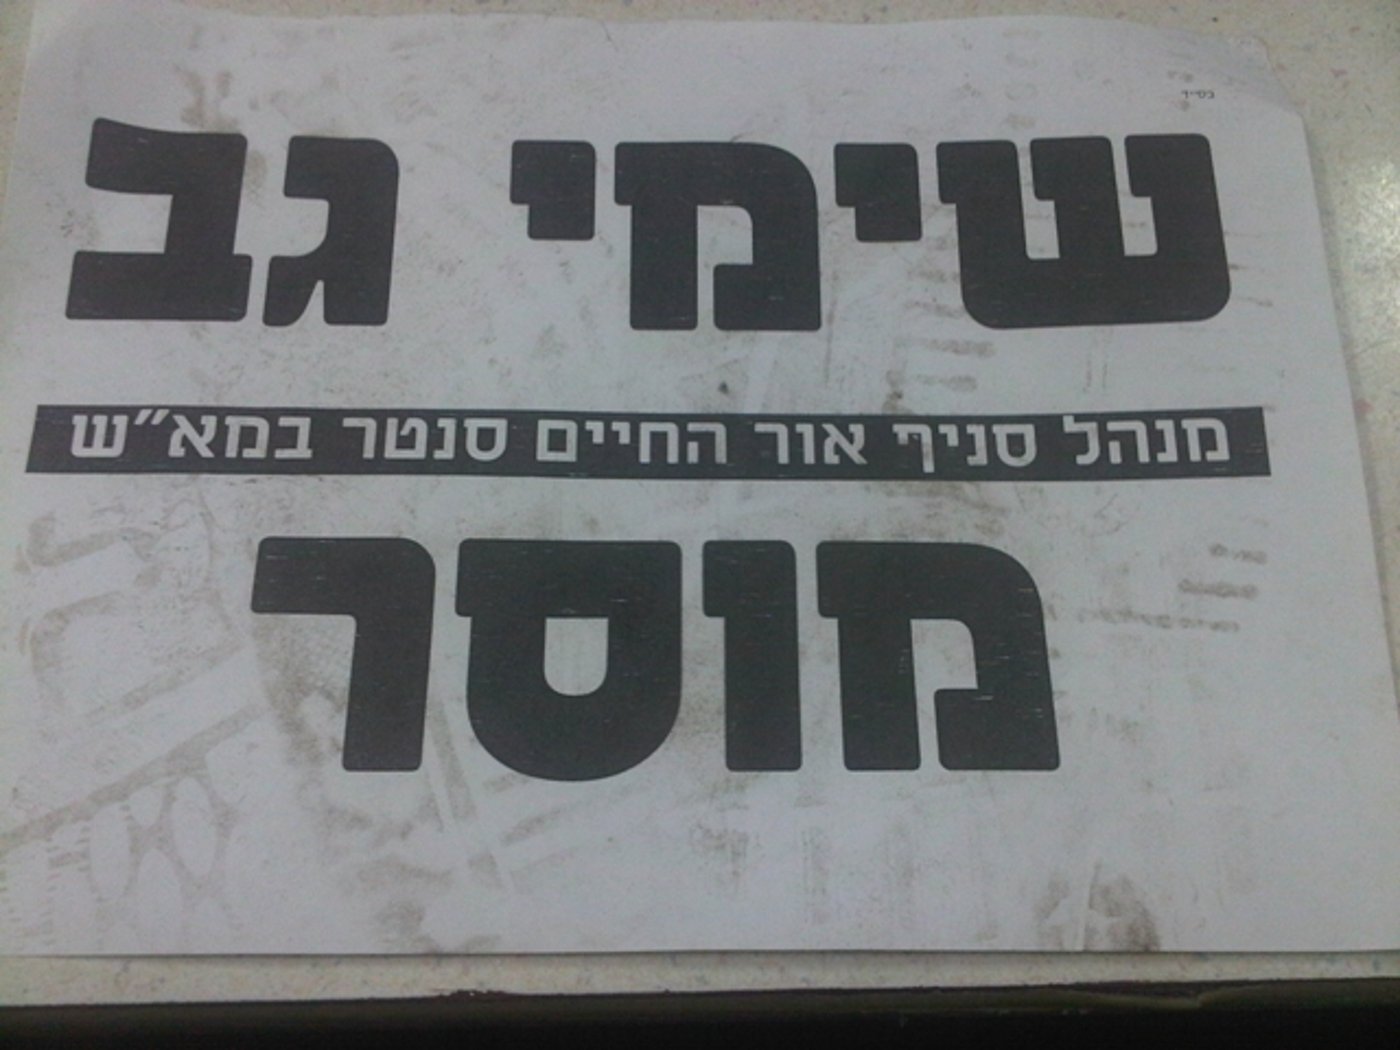 בס״ד
שימי גב
מנהל סניף אור החיים סנטר במא״ש
מוסר